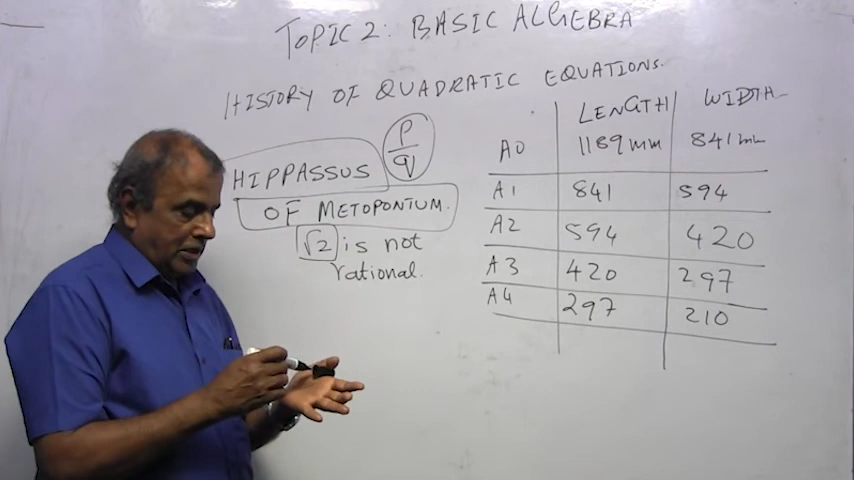 TOPIC 2: BASIC ALGEBRA
HISTORY OF QUADRATIC EQUATIONS.
HIPPASSUS
p
q
OF METOPONTIUM.
√2 is not
rational.
LENGTH WIDTH
A0 1189mm 841mm
A1 841 594
A2 594 420
A3 420 297
A4 297 210